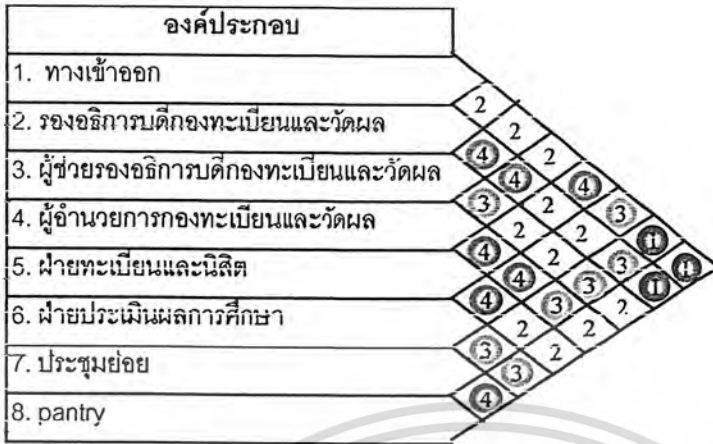 องค์ประกอบ
1. ทางเข้าออก
2. รองอธิการบดีกองทะเบียนและวัดผล
3. ผู้ช่วยรองอธิการบดีกองทะเบียนและวัดผล
4. ผู้อำนวยการกองทะเบียนและวัดผล
5. ฝ่ายทะเบียนและนิสิต
6. ฝ่ายประเมินผลการศึกษา
7. ประชุมย่อย
8. pantry
2
2
4 2
4 4
3 2 3
2 2 1
4 2 3
4 3 1 1
4 3 2
2 2
3 2
3
4